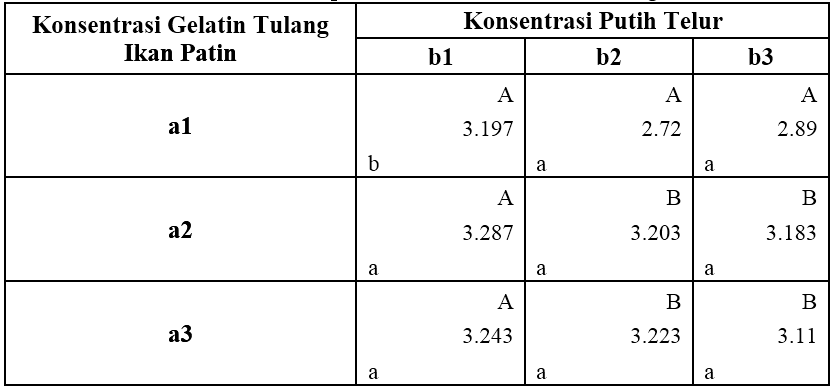 Konsentrasi Gelatin Tulang
Ikan Patin
Konsentrasi Putih Telur
b1 b2 b3
a1
A A A
3.197 2.72 2.89
b a a
a2
A B B
3.287 3.203 3.183
a a a
a3
A B B
3.243 3.223 3.11
a a a